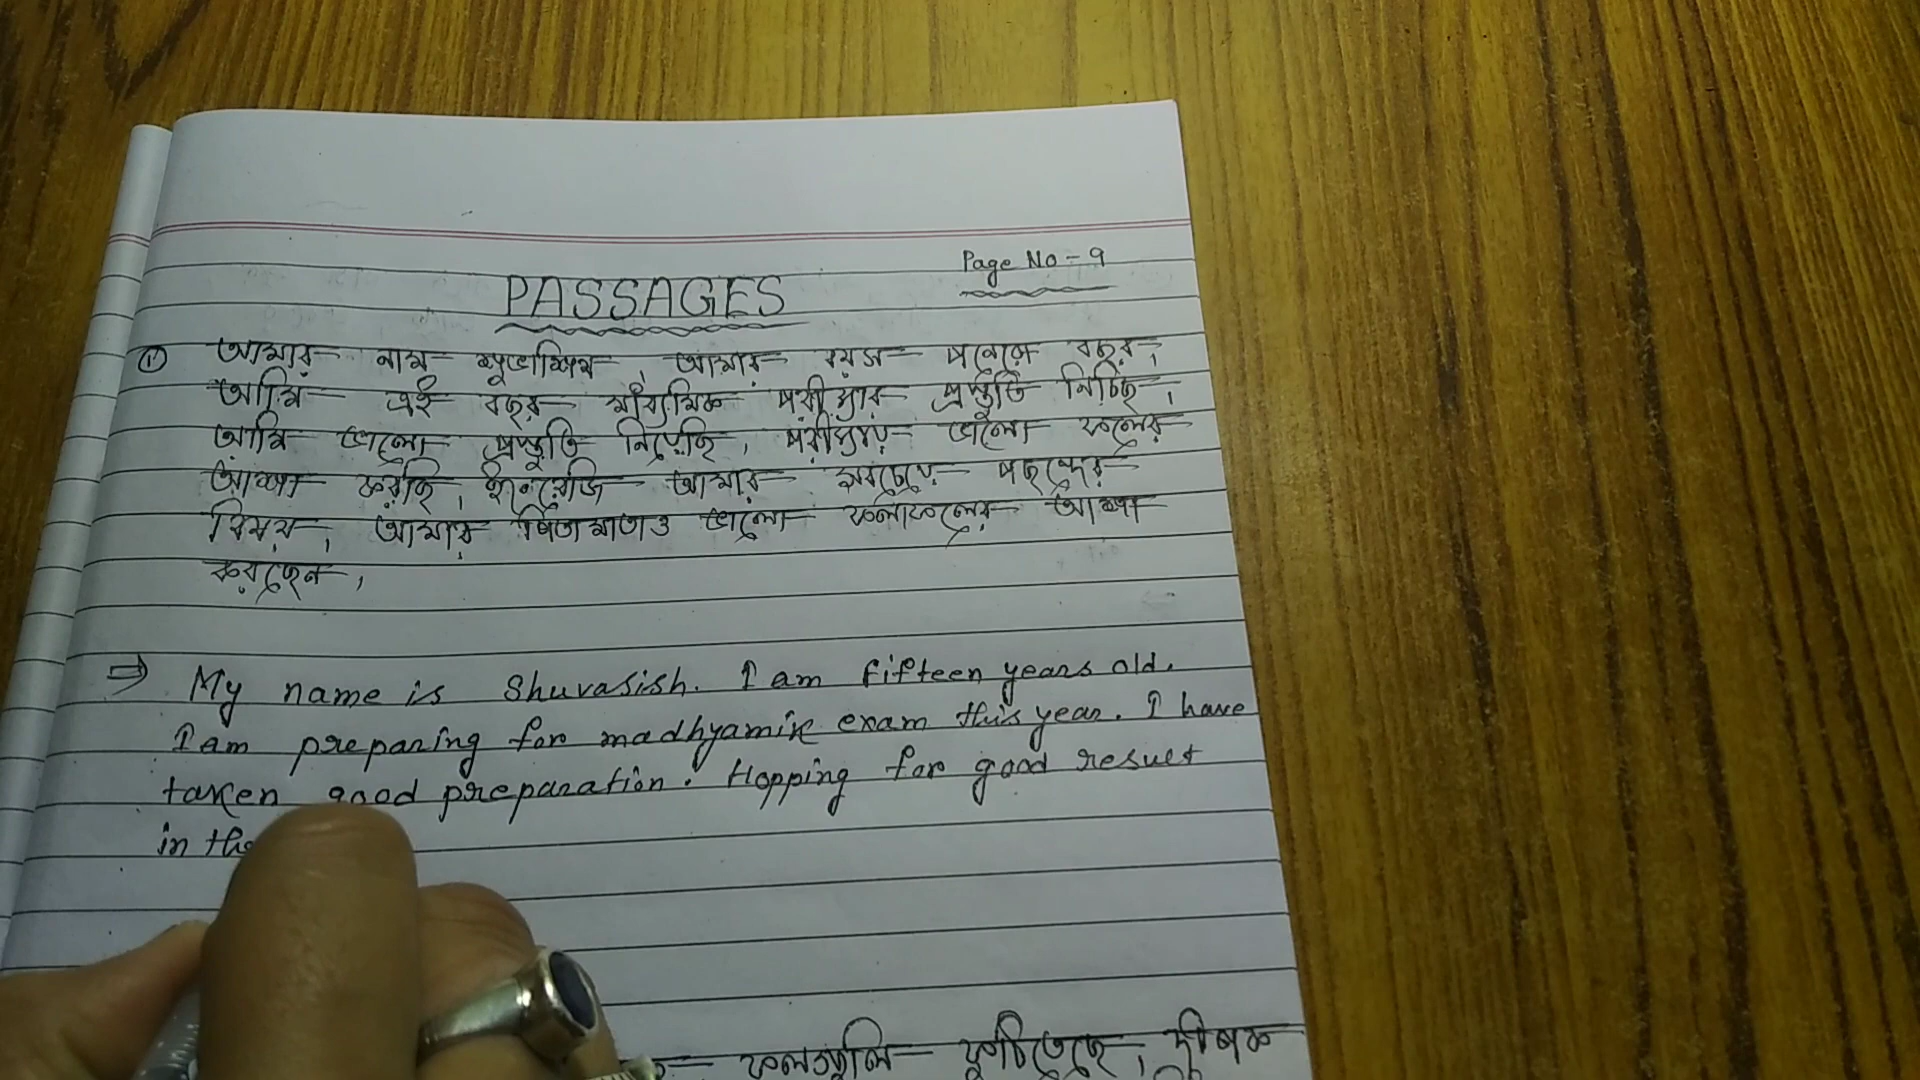 Page No - 9
PASSAGES
① আমার নাম শুভাশিষ, আমার বয়স পনেরো বছর,
আমি এই বছর মাধ্যমিক পরীক্ষার প্রস্তুতি নিচ্ছি,
আমি ভালো প্রস্তুতি নিয়েছি, পরীক্ষায় ভালো ফলের
আশা করছি, ইংরেজি আমার সবচেয়ে পছন্দের
বিষয়, আমার পিতামাতাও ভালো ফলাফলের আশা
করছেন,
⇒ My name is Shuvasish. I am fifteen years old.
I am preparing for madhyamik exam this year. I have
taken good preparation. Hopping for good result
in the
ফুলগুলি ফুটিতেছে,